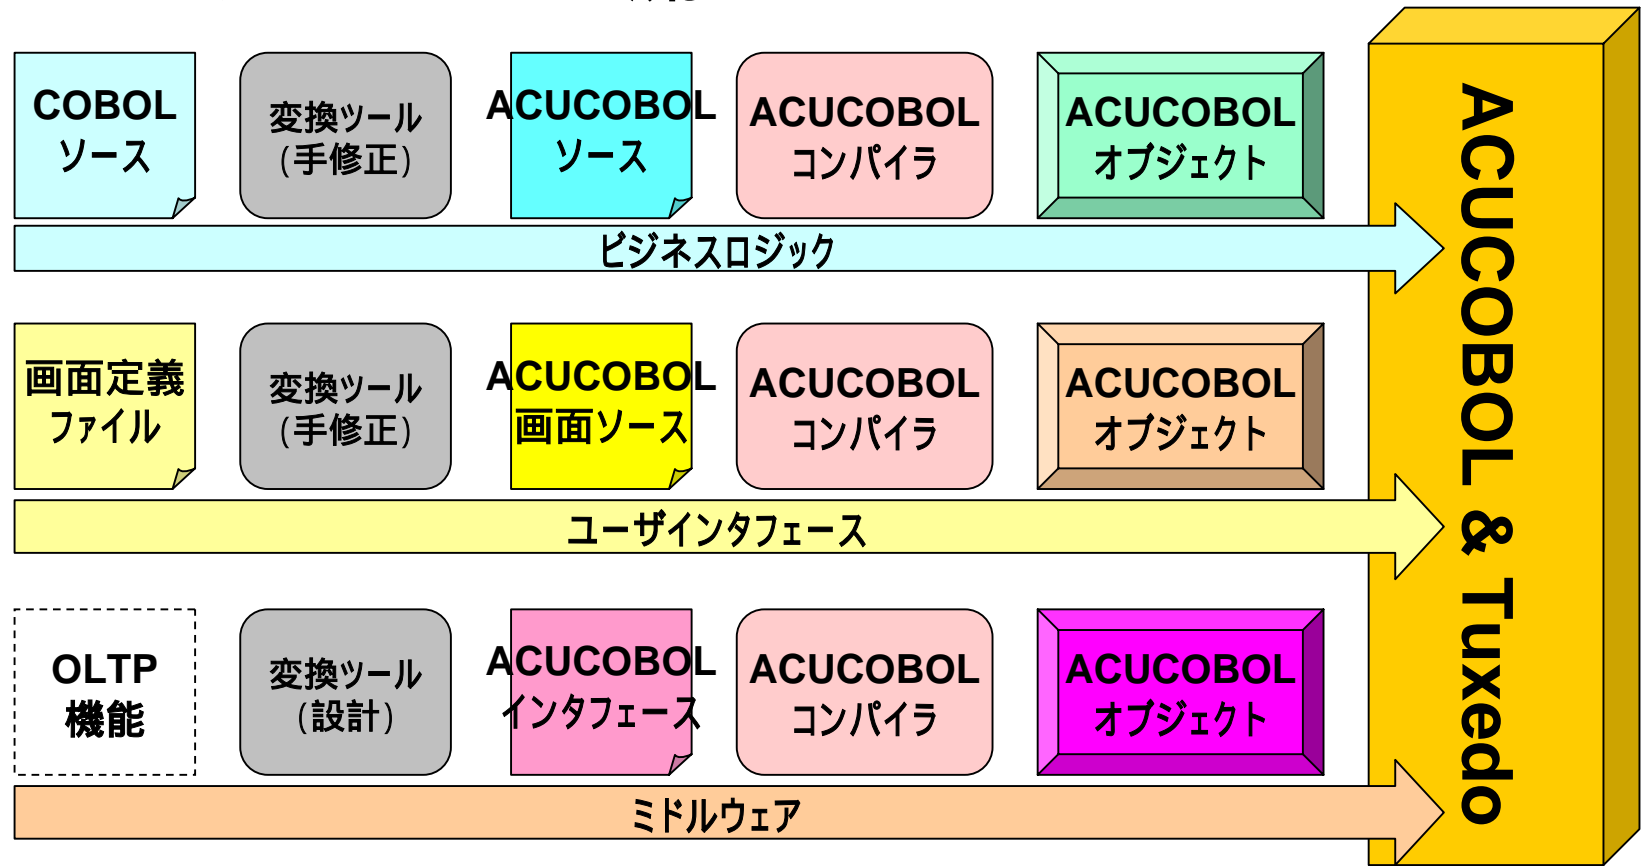 COBOL
ソース
変換ツール
(手修正)
ACUCOBOL
ソース
ACUCOBOL
コンパイラ
ACUCOBOL
オブジェクト
ビジネスロジック
画面定義
ファイル
変換ツール
(手修正)
ACUCOBOL
画面ソース
ACUCOBOL
コンパイラ
ACUCOBOL
オブジェクト
ユーザインタフェース
OLTP
機能
変換ツール
(設計)
ACUCOBOL
インタフェース
ACUCOBOL
コンパイラ
ACUCOBOL
オブジェクト
ミドルウェア
ACUCOBOL & Tuxedo